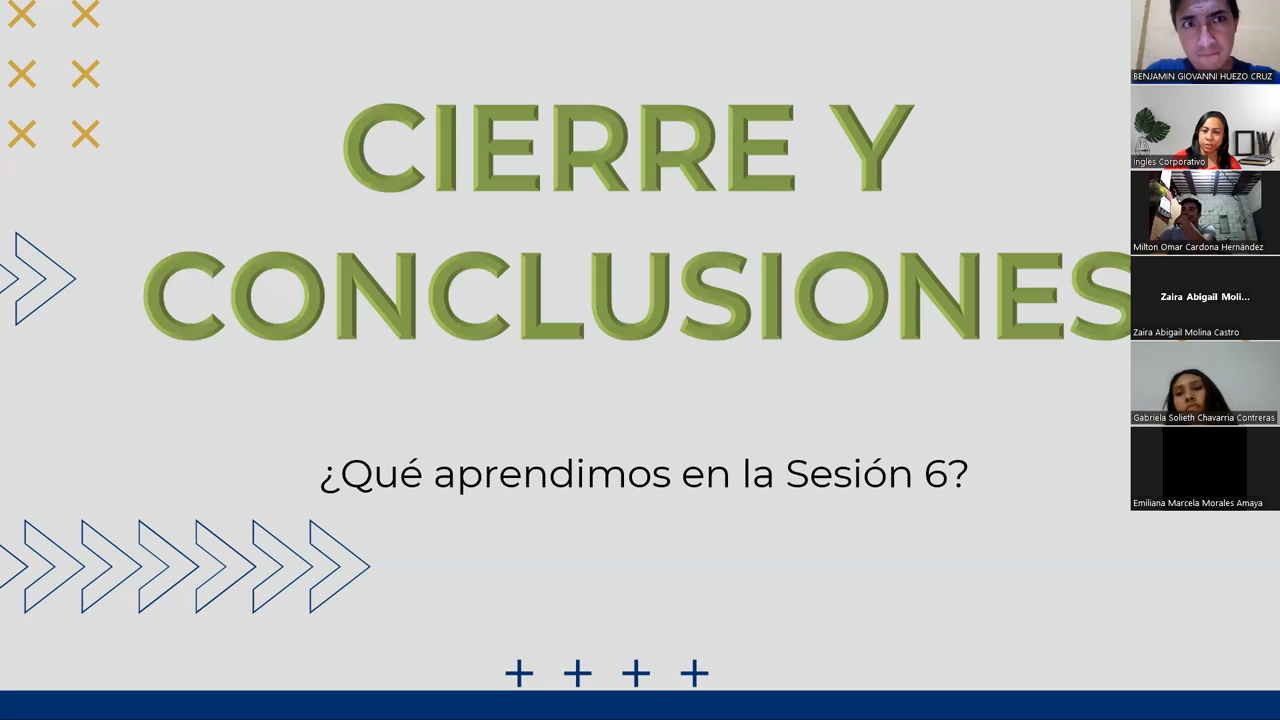 CIERRE Y
CONCLUSIONES
¿Qué aprendimos en la Sesión 6?
BENJAMIN GIOVANNI HUEZO CRUZ
Ingles Corporativo
Milton Omar Cardona Hernández
Zaira Abigail Moli...
Zaira Abigail Molina Castro
Gabriela Solieth Chavarria Contreras
Emiliana Marcela Morales Amaya